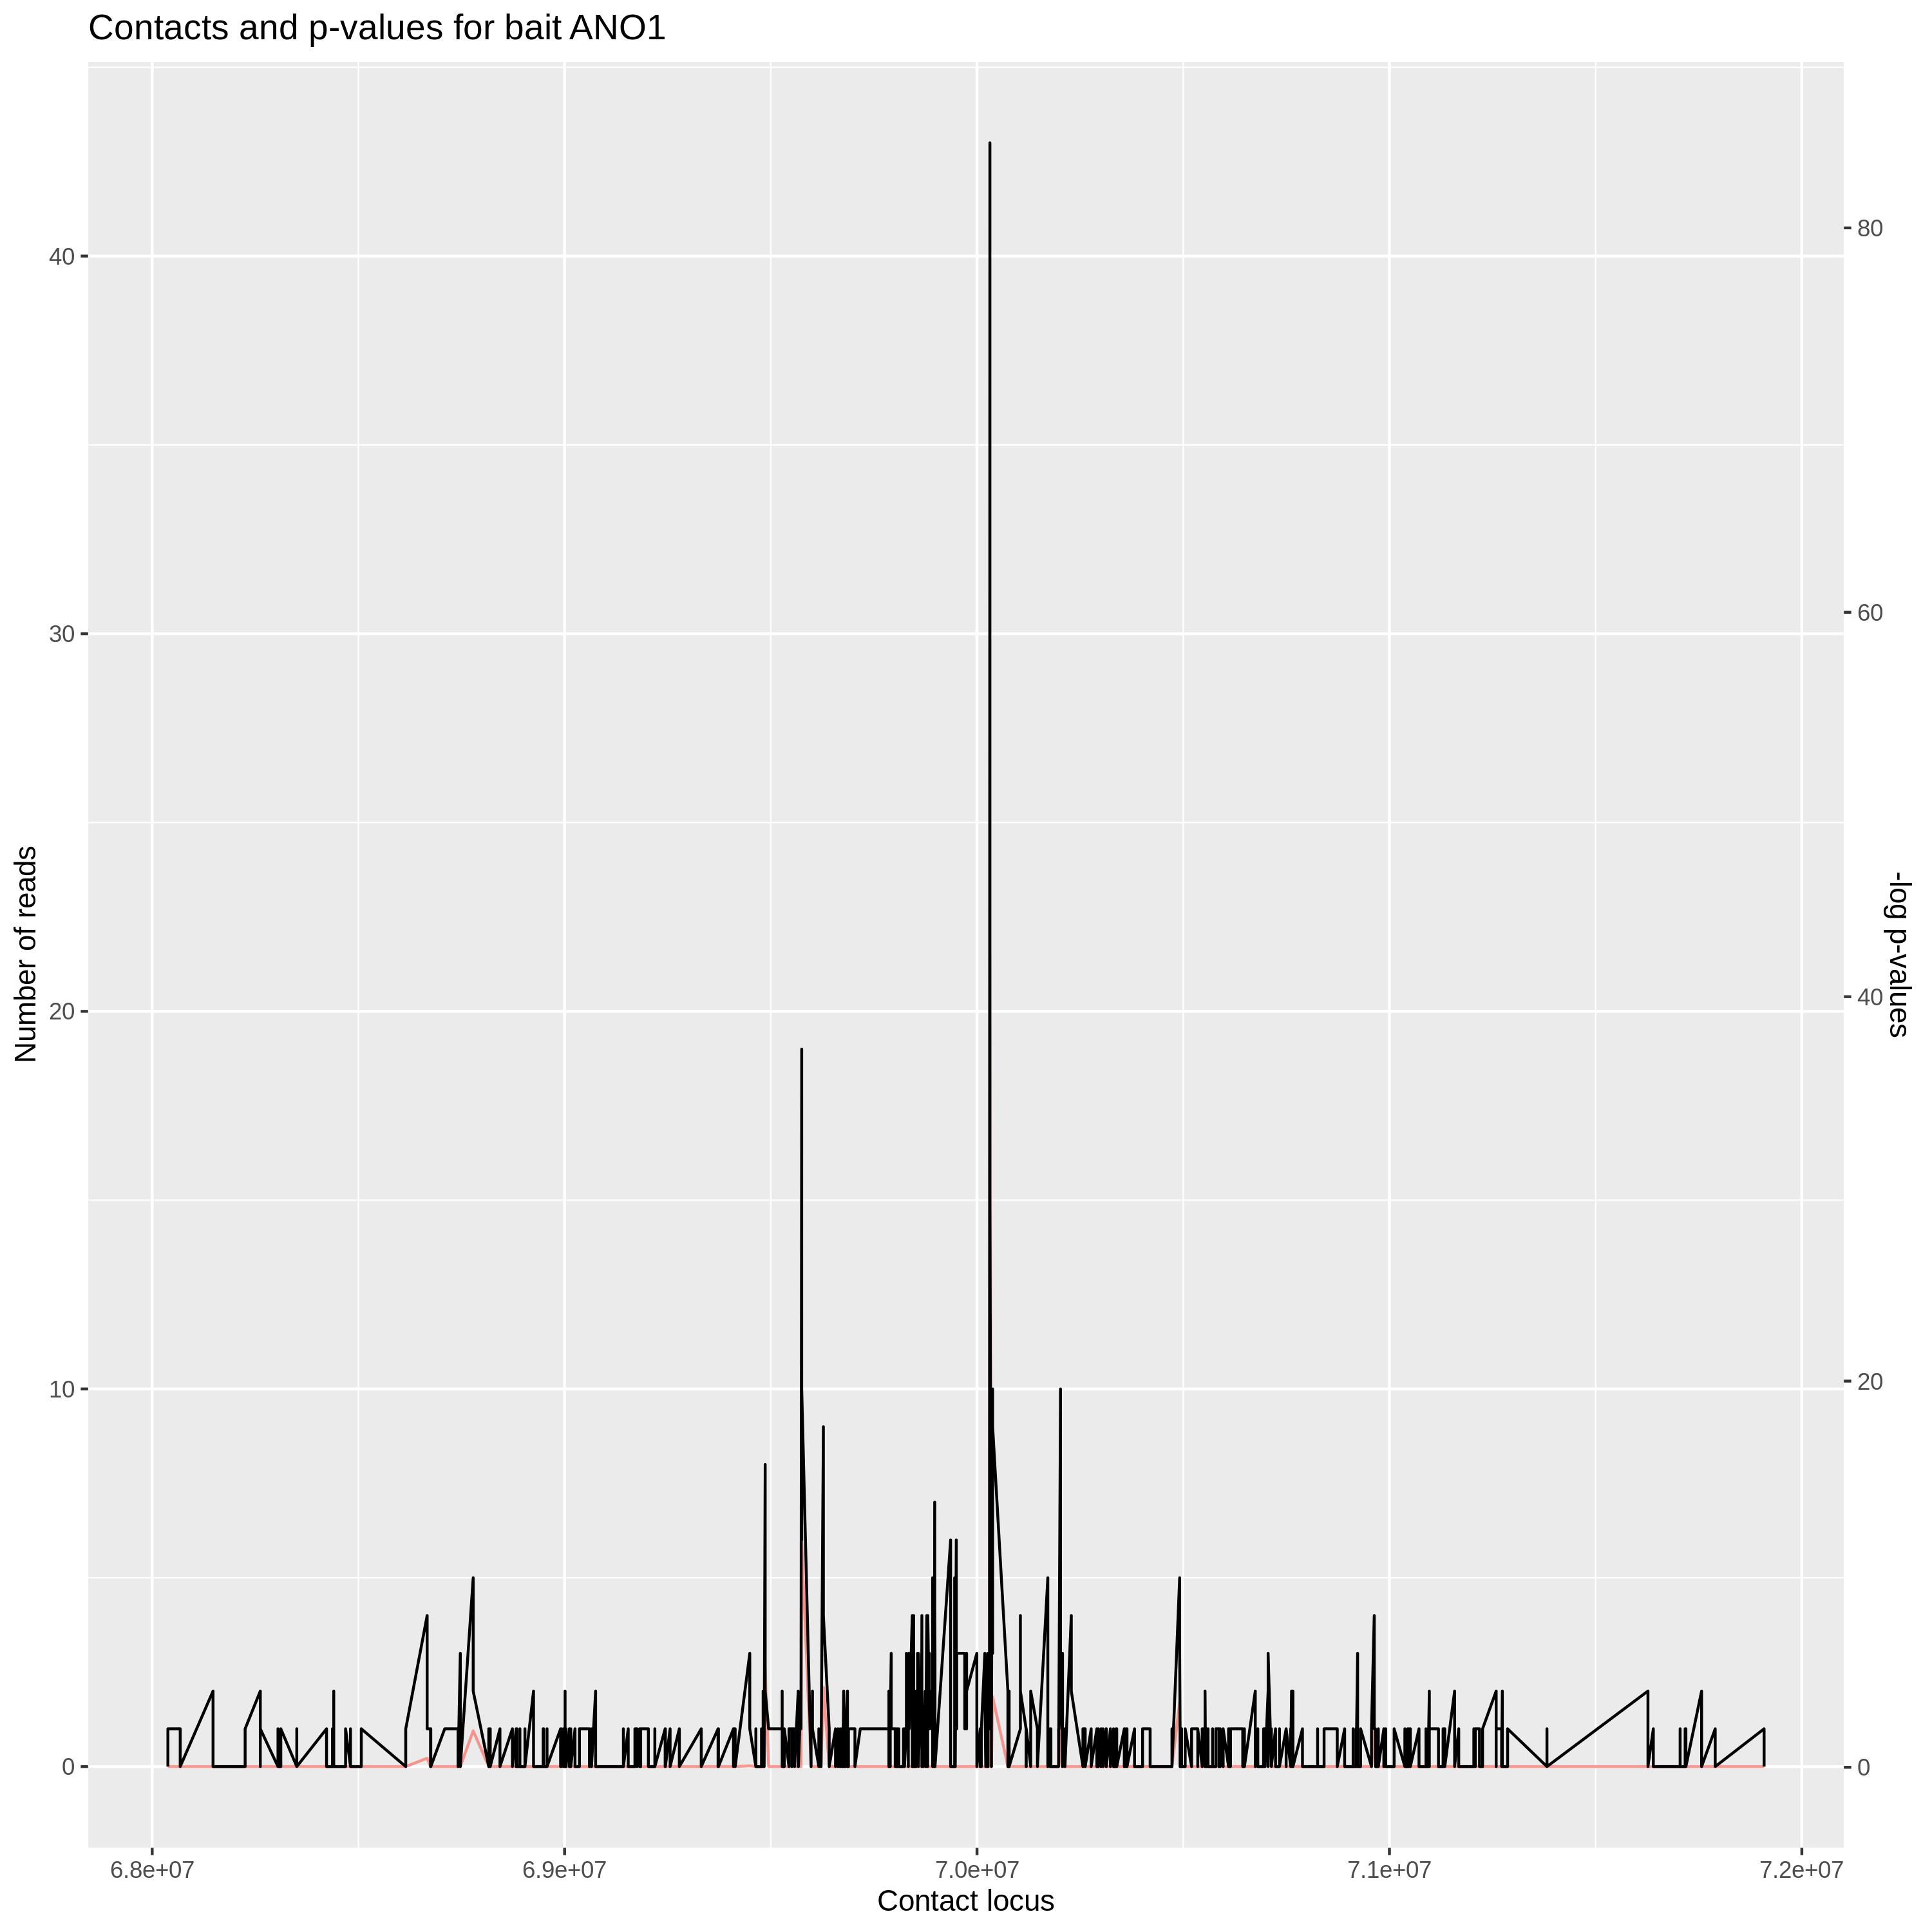 Contacts and p-values for bait ANO1
40
30
20
10
0
Number of reads
80
60
40
20
0
-log p-values
6.8e+07
6.9e+07
7.0e+07
7.1e+07
7.2e+07
Contact locus